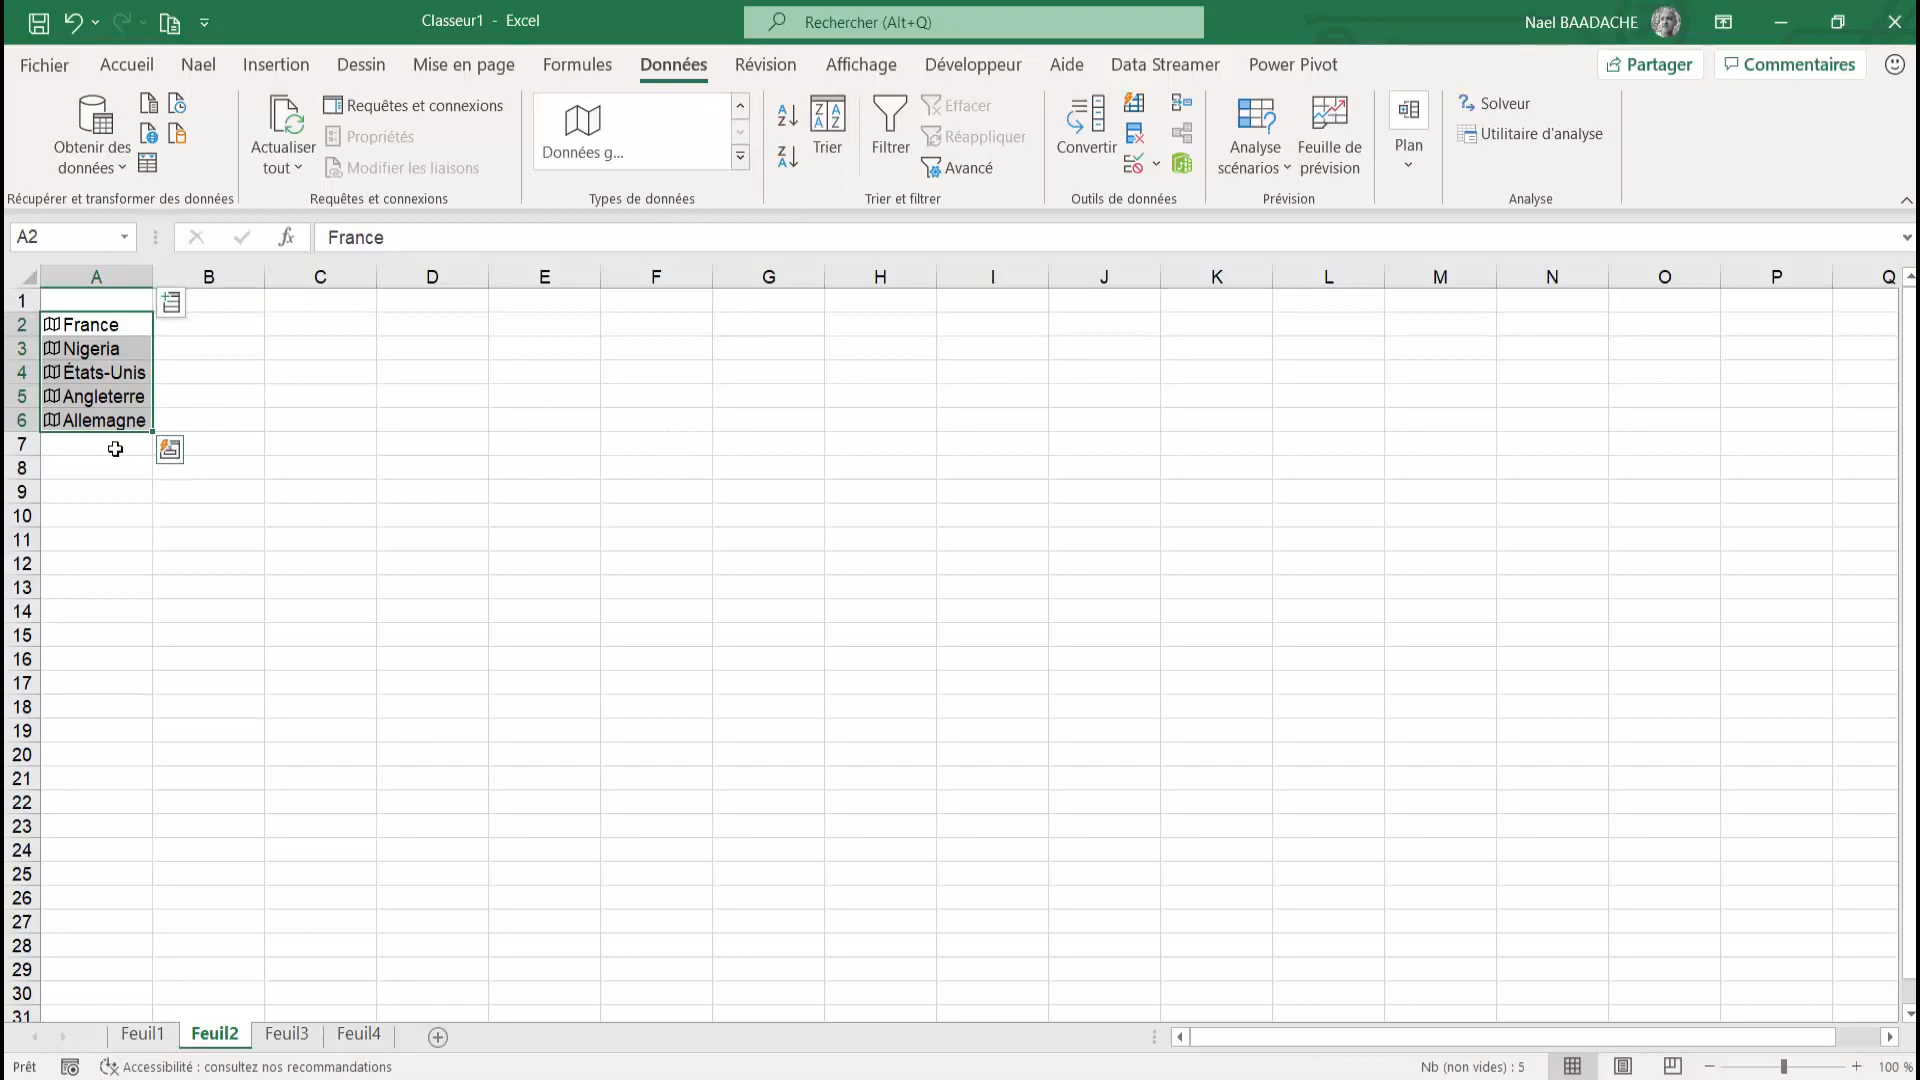 Classeur1 - Excel
Rechercher (Alt+Q)
Nael BAADACHE
Fichier Accueil Nael Insertion Dessin Mise en page Formules Données Révision Affichage Développeur Aide Data Streamer Power Pivot Partager Commentaires
Obtenir des données
Récupérer et transformer des données
Actualiser tout
Requêtes et connexions
Propriétés
Modifier les liaisons
Requêtes et connexions
Données g...
Types de données
A Z
Z A
Z A A Z
Trier
Filtrer
Effacer
Réappliquer
Avancé
Trier et filtrer
Convertir
Outils de données
Analyse scénarios
Feuille de prévision
Prévision
Plan
Solveur
Utilitaire d'analyse
Analyse
A2 fx France
A B C D E F G H I J K L M N O P Q
1
2 France
3 Nigeria
4 États-Unis
5 Angleterre
6 Allemagne
7
8
9
10
11
12
13
14
15
16
17
18
19
20
21
22
23
24
25
26
27
28
29
30
31
Feuil1 Feuil2 Feuil3 Feuil4
Prêt Accessibilité : consultez nos recommandations Nb (non vides) : 5 100 %